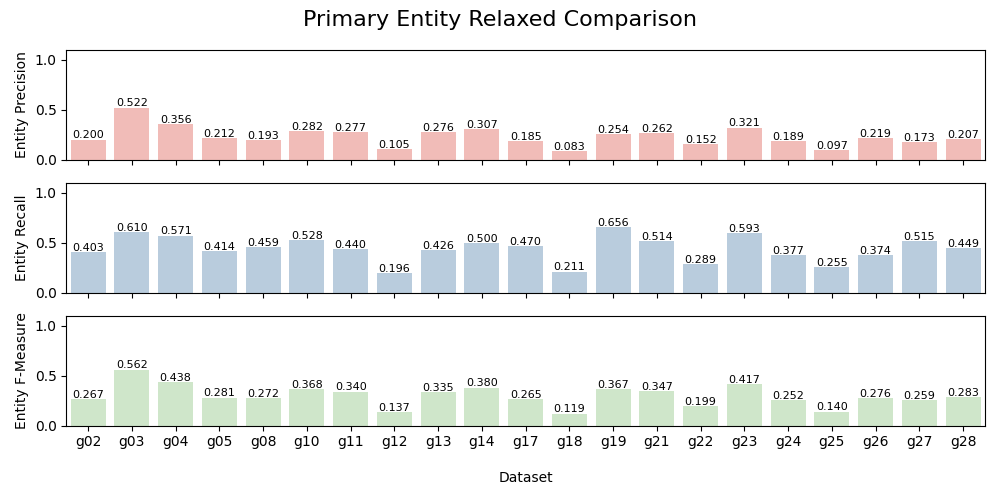 Primary Entity Relaxed Comparison
Entity Precision
1.0
0.5
0.0
0.200 0.522 0.356 0.212 0.193 0.282 0.277 0.105 0.276 0.307 0.185 0.083 0.254 0.262 0.152 0.321 0.189 0.097 0.219 0.173 0.207
Entity Recall
1.0
0.5
0.0
0.403 0.610 0.571 0.414 0.459 0.528 0.440 0.196 0.426 0.500 0.470 0.211 0.656 0.514 0.289 0.593 0.377 0.255 0.374 0.515 0.449
Entity F-Measure
1.0
0.5
0.0
0.267 0.562 0.438 0.281 0.272 0.368 0.340 0.137 0.335 0.380 0.265 0.119 0.367 0.347 0.199 0.417 0.252 0.140 0.276 0.259 0.283
g02 g03 g04 g05 g08 g10 g11 g12 g13 g14 g17 g18 g19 g21 g22 g23 g24 g25 g26 g27 g28
Dataset